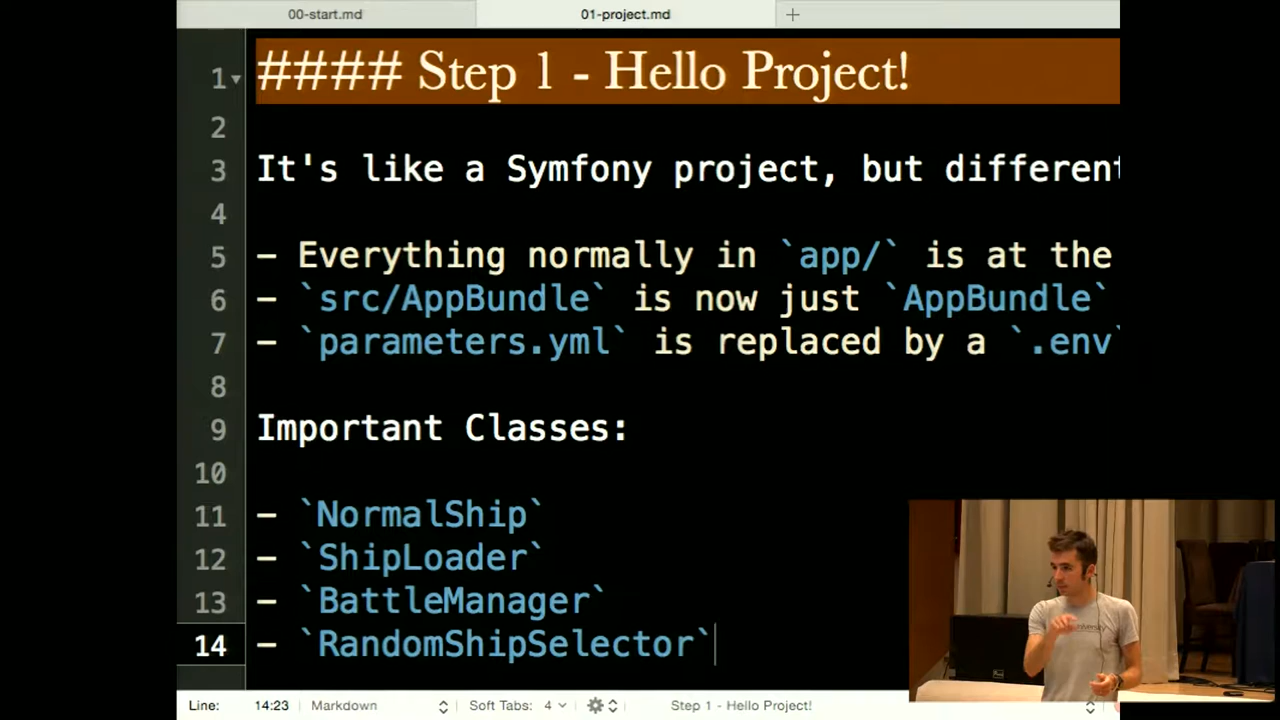 00-start.md
01-project.md
1 #### Step 1 - Hello Project!
2
3 It's like a Symfony project, but different
4
5 - Everything normally in `app/` is at the
6 - `src/AppBundle` is now just `AppBundle`
7 - `parameters.yml` is replaced by a `.env`
8
9 Important Classes:
10
11 - `NormalShip`
12 - `ShipLoader`
13 - `BattleManager`
14 - `RandomShipSelector`
Line: 14:23 Markdown Soft Tabs: 4 Step 1 - Hello Project!